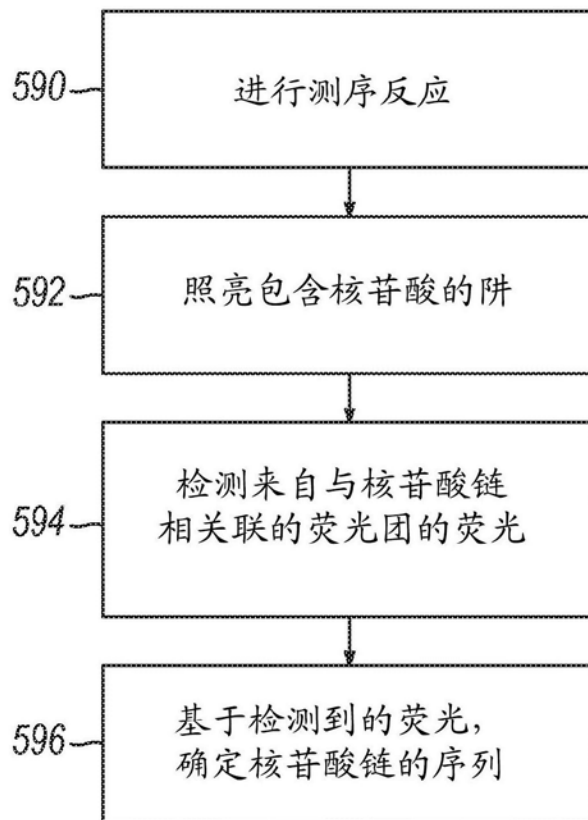 590
进行测序反应
592
照亮包含核苷酸的阱
594
检测来自与核苷酸链
相关联的荧光团的荧光
596
基于检测到的荧光，
确定核苷酸链的序列